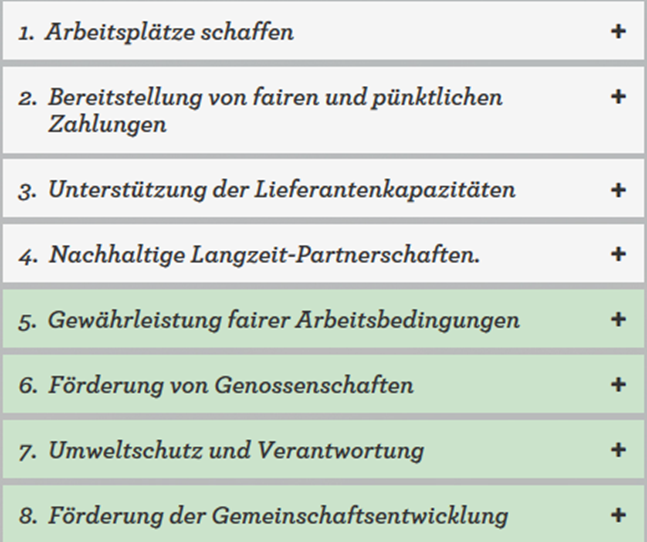 1. Arbeitsplätze schaffen +
2. Bereitstellung von fairen und pünktlichen +
Zahlungen
3. Unterstützung der Lieferantenkapazitäten +
4. Nachhaltige Langzeit-Partnerschaften. +
5. Gewährleistung fairer Arbeitsbedingungen +
6. Förderung von Genossenschaften +
7. Umweltschutz und Verantwortung +
8. Förderung der Gemeinschaftsentwicklung +